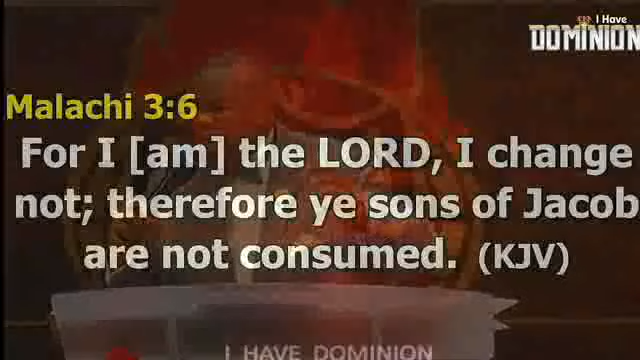 I Have
DOMINION
Malachi 3:6
For I [am] the LORD, I change
not; therefore ye sons of Jacob
are not consumed. (KJV)
I HAVE DOMINION